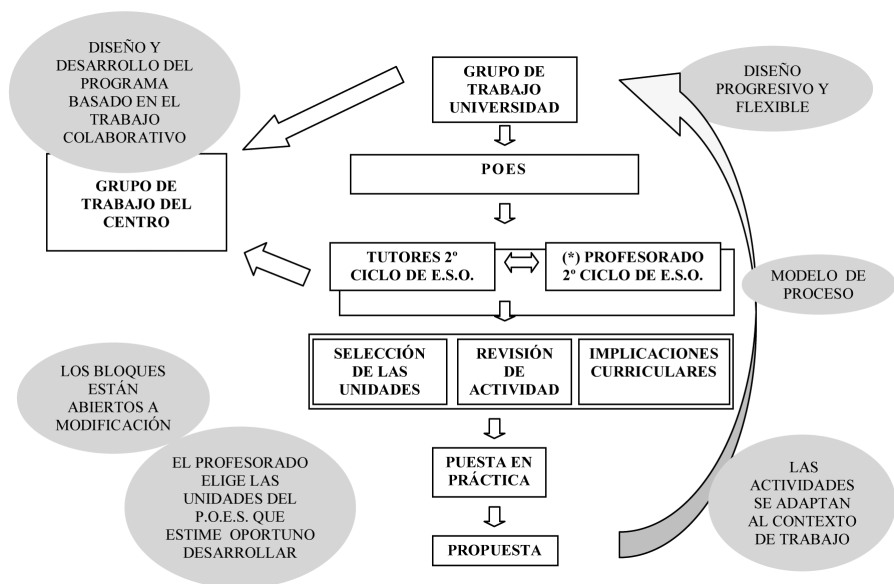 DISEÑO Y
DESARROLLO DEL
PROGRAMA
BASADO EN EL
TRABAJO
COLABORATIVO
GRUPO DE
TRABAJO DEL
CENTRO
GRUPO DE
TRABAJO
UNIVERSIDAD
DISEÑO
PROGRESIVO Y
FLEXIBLE
POES
TUTORES 2º
CICLO DE E.S.O.
(*) PROFESORADO
2º CICLO DE E.S.O.
MODELO DE
PROCESO
SELECCIÓN
DE LAS
UNIDADES
REVISIÓN
DE
ACTIVIDAD
IMPLICACIONES
CURRICULARES
LOS BLOQUES
ESTÁN
ABIERTOS A
MODIFICACIÓN
EL PROFESORADO
ELIGE LAS
UNIDADES DEL
P.O.E.S. QUE
ESTIME OPORTUNO
DESARROLLAR
PUESTA EN
PRÁCTICA
PROPUESTA
LAS
ACTIVIDADES
SE ADAPTAN
AL CONTEXTO
DE TRABAJO